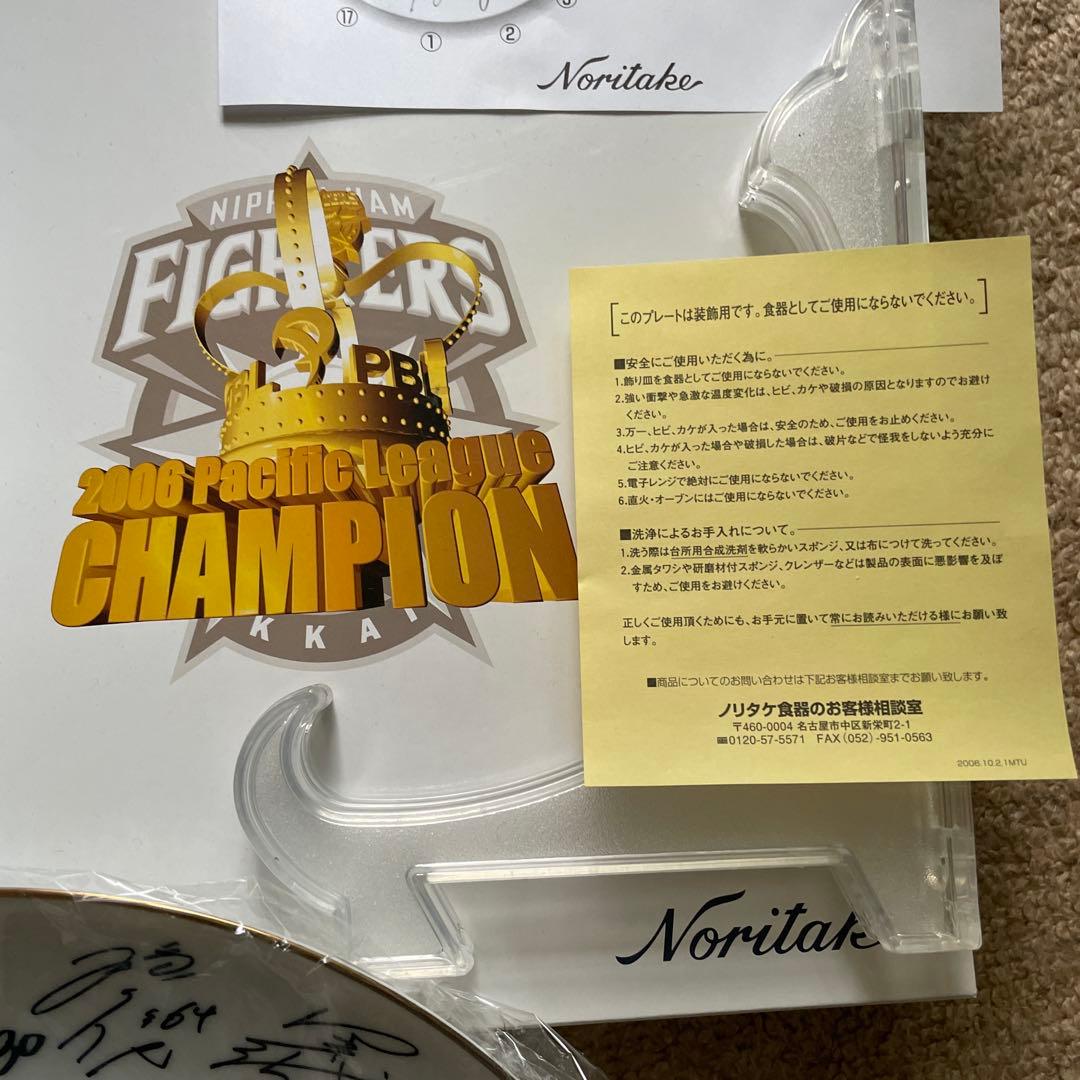 ⑰
①
②
Noritake
FIGHTERS
PBL
2006 Pacific League
CHAMPION
[このプレートは装飾用です。食器としてご使用にならないでください。]
■安全にご使用いただく為に。
1.飾り皿を食器としてご使用にならないでください。
2.強い衝撃や急激な温度変化は、ヒビ、カケや破損の原因となりますのでお避け
ください。
3.万一、ヒビ、カケが入った場合は、安全のため、ご使用をお止めください。
4.ヒビ、カケが入った場合や破損した場合は、破片などで怪我をしないよう充分に
ご注意ください。
5.電子レンジで絶対にご使用にならないでください。
6.直火・オーブンにはご使用にならないでください。
■洗浄によるお手入れについて。
1.洗う際は台所用合成洗剤を軟らかいスポンジ、又は布につけて洗ってください。
2.金属タワシや研磨材付スポンジ、クレンザーなどは製品の表面に悪影響を及ぼ
すため、ご使用をお避けください。
正しくご使用頂くためにも、お手元に置いて常にお読みいただける様にお願い致
します。
■商品についてのお問い合わせは下記お客様相談室までお願い致します。
ノリタケ食器のお客様相談室
〒460-0004 名古屋市中区新栄町2-1
0120-57-5571 FAX(052)-951-0563
2006.10.2,1MTU
Noritake
64
30